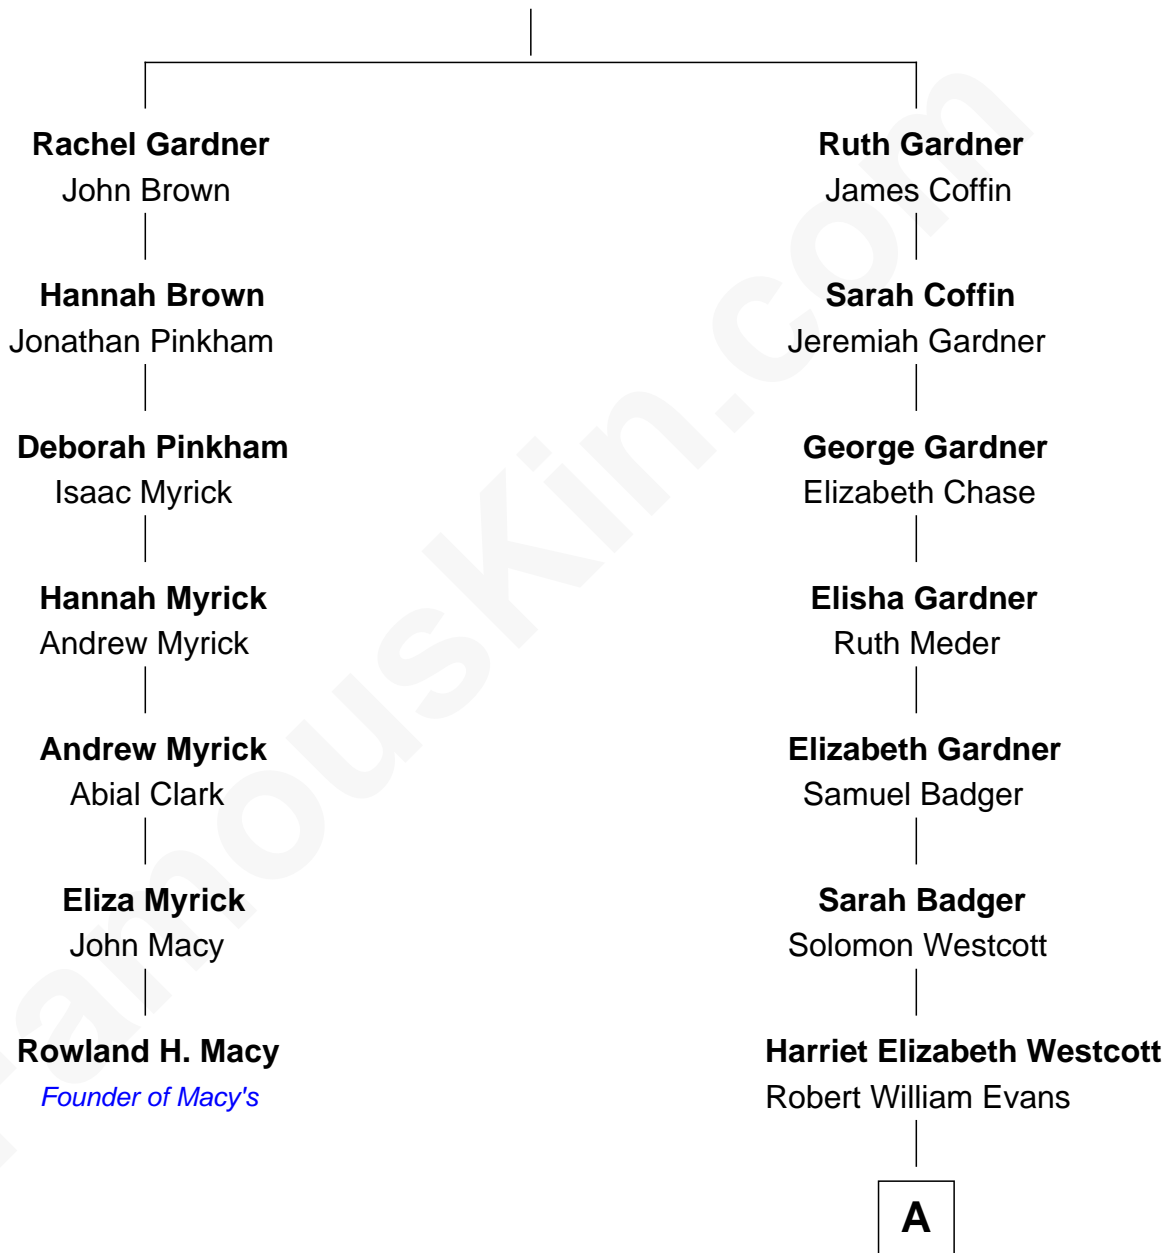 Rachel Gardner
John Brown
Hannah Brown
Jonathan Pinkham
Deborah Pinkham
Isaac Myrick
Hannah Myrick
Andrew Myrick
Andrew Myrick
Abial Clark
Eliza Myrick
John Macy
Rowland H. Macy
Founder of Macy's
Ruth Gardner
James Coffin
Sarah Coffin
Jeremiah Gardner
George Gardner
Elizabeth Chase
Elisha Gardner
Ruth Meder
Elizabeth Gardner
Samuel Badger
Sarah Badger
Solomon Westcott
Harriet Elizabeth Westcott
Robert William Evans
A
FamousKin.com